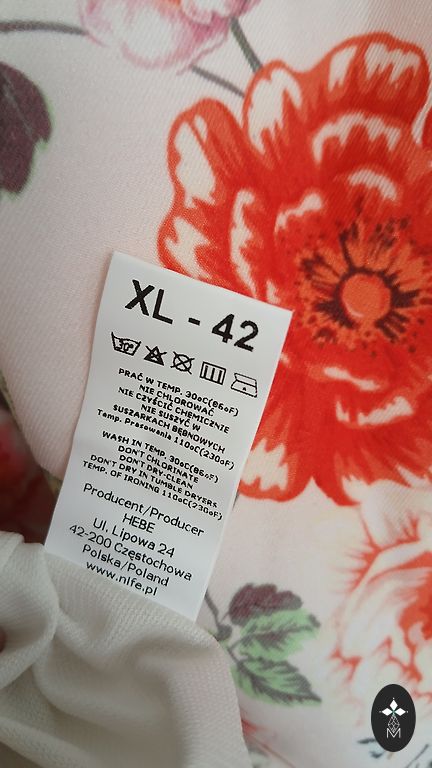 XL - 42
30°
PRAĆ W TEMP. 30oC(86oF)
NIE CHLOROWAĆ
NIE CZYŚCIĆ CHEMICZNIE
NIE SUSZYĆ W
SUSZARKACH BĘBNOWYCH
Temp. Prasowania 110oC(230oF)
WASH IN TEMP. 30oC(86oF)
DON'T CHLORINATE
DON'T DRY-CLEAN
DON'T DRY IN TUMBLE DRYERS
TEMP. OF IRONING 110oC(230oF)
Producent/Producer
HEBE
Ul. Lipowa 24
42-200 Częstochowa
Polska/Poland
www.nife.pl
M